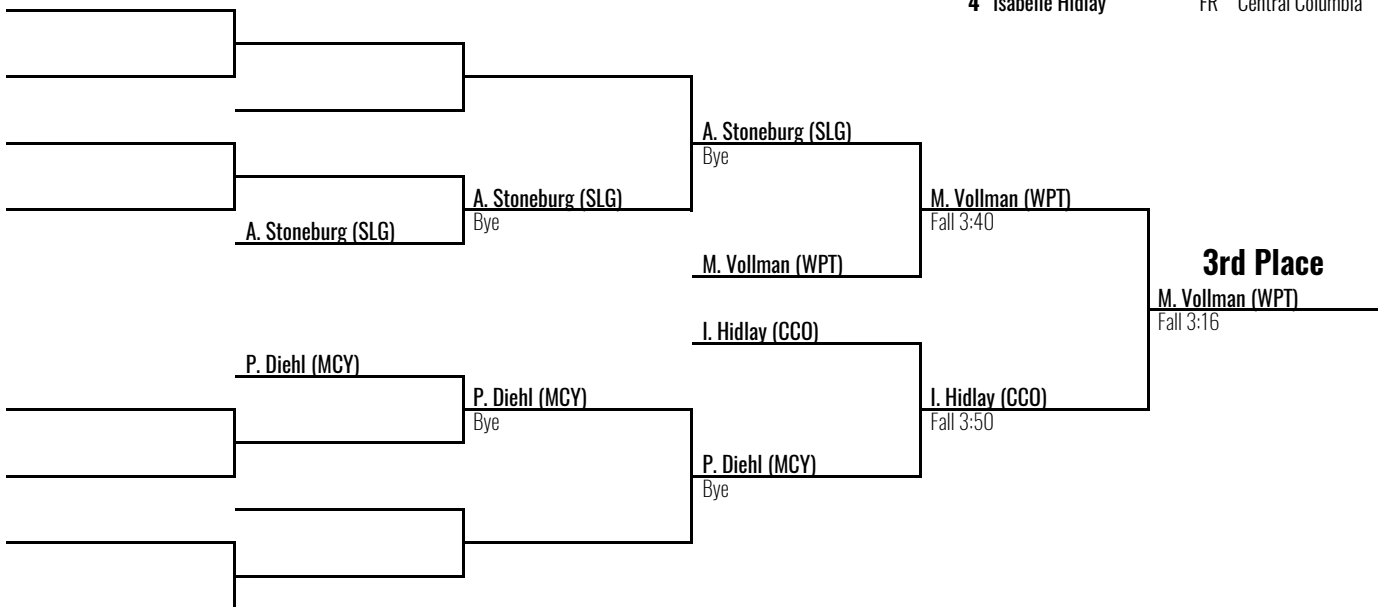 4 Isabelle Hidlay FR Central Columbia
A. Stoneburg (SLG)
Bye
A. Stoneburg (SLG)
Bye
M. Vollman (WPT)
Fall 3:40
A. Stoneburg (SLG)
M. Vollman (WPT)
3rd Place
M. Vollman (WPT)
Fall 3:16
I. Hidlay (CCO)
P. Diehl (MCY)
P. Diehl (MCY)
Bye
I. Hidlay (CCO)
Fall 3:50
P. Diehl (MCY)
Bye